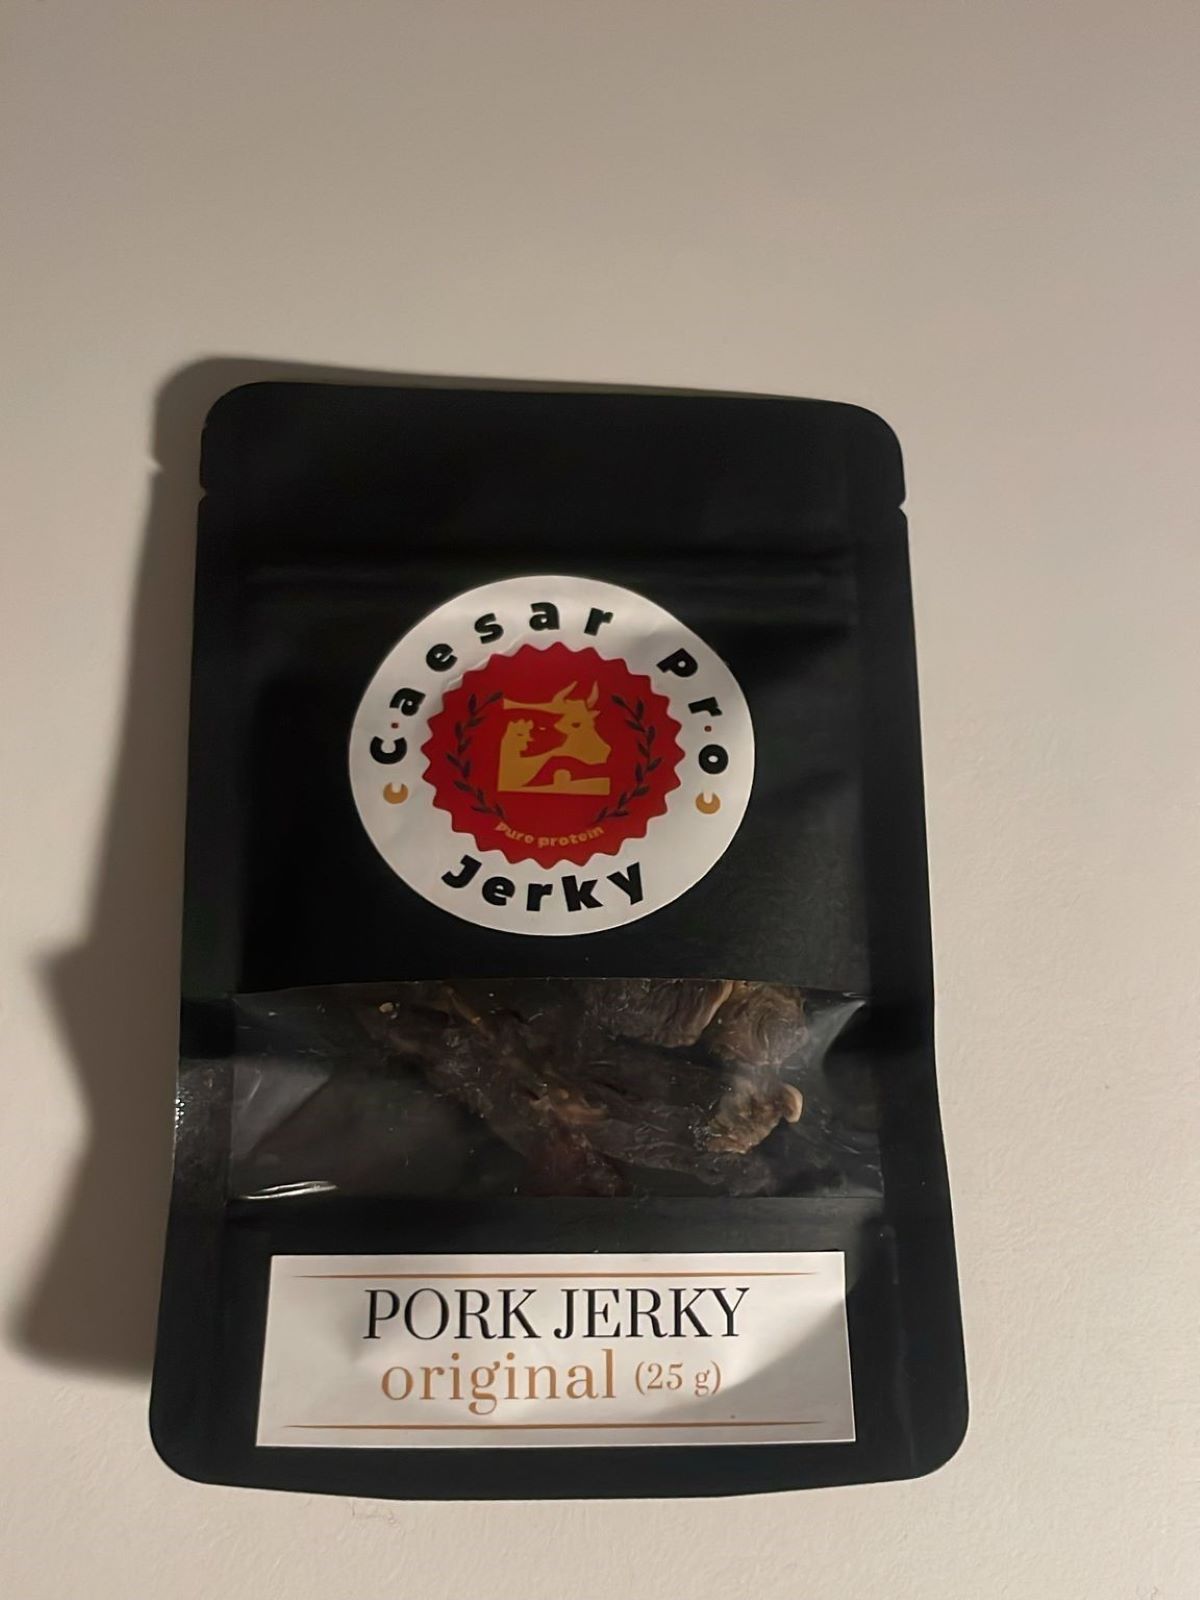 Caesar Pro
pure protein
Jerky
PORK JERKY
original (25 g)